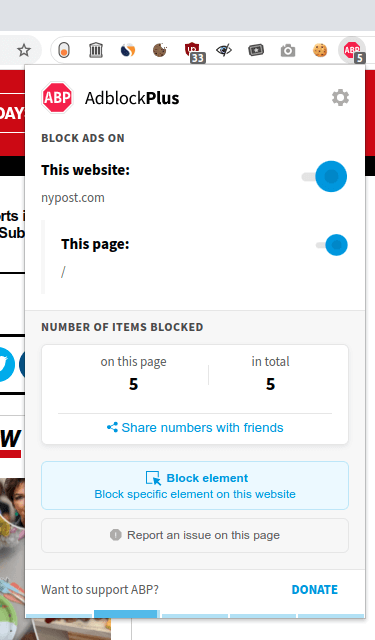 33
ABP
5
DAY
ABP AdblockPlus
BLOCK ADS ON
This website:
nypost.com
rts i
Sub
This page:
/
NUMBER OF ITEMS BLOCKED
on this page
in total
5
5
Share numbers with friends
W
Block element
Block specific element on this website
Report an issue on this page
Want to support ABP?
DONATE